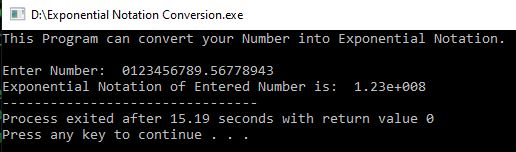 D:\Exponential Notation Conversion.exe
This Program can convert your Number into Exponential Notation.
Enter Number:  0123456789.56778943
Exponential Notation of Entered Number is:  1.23e+008
--------------------------------
Process exited after 15.19 seconds with return value 0
Press any key to continue . . .